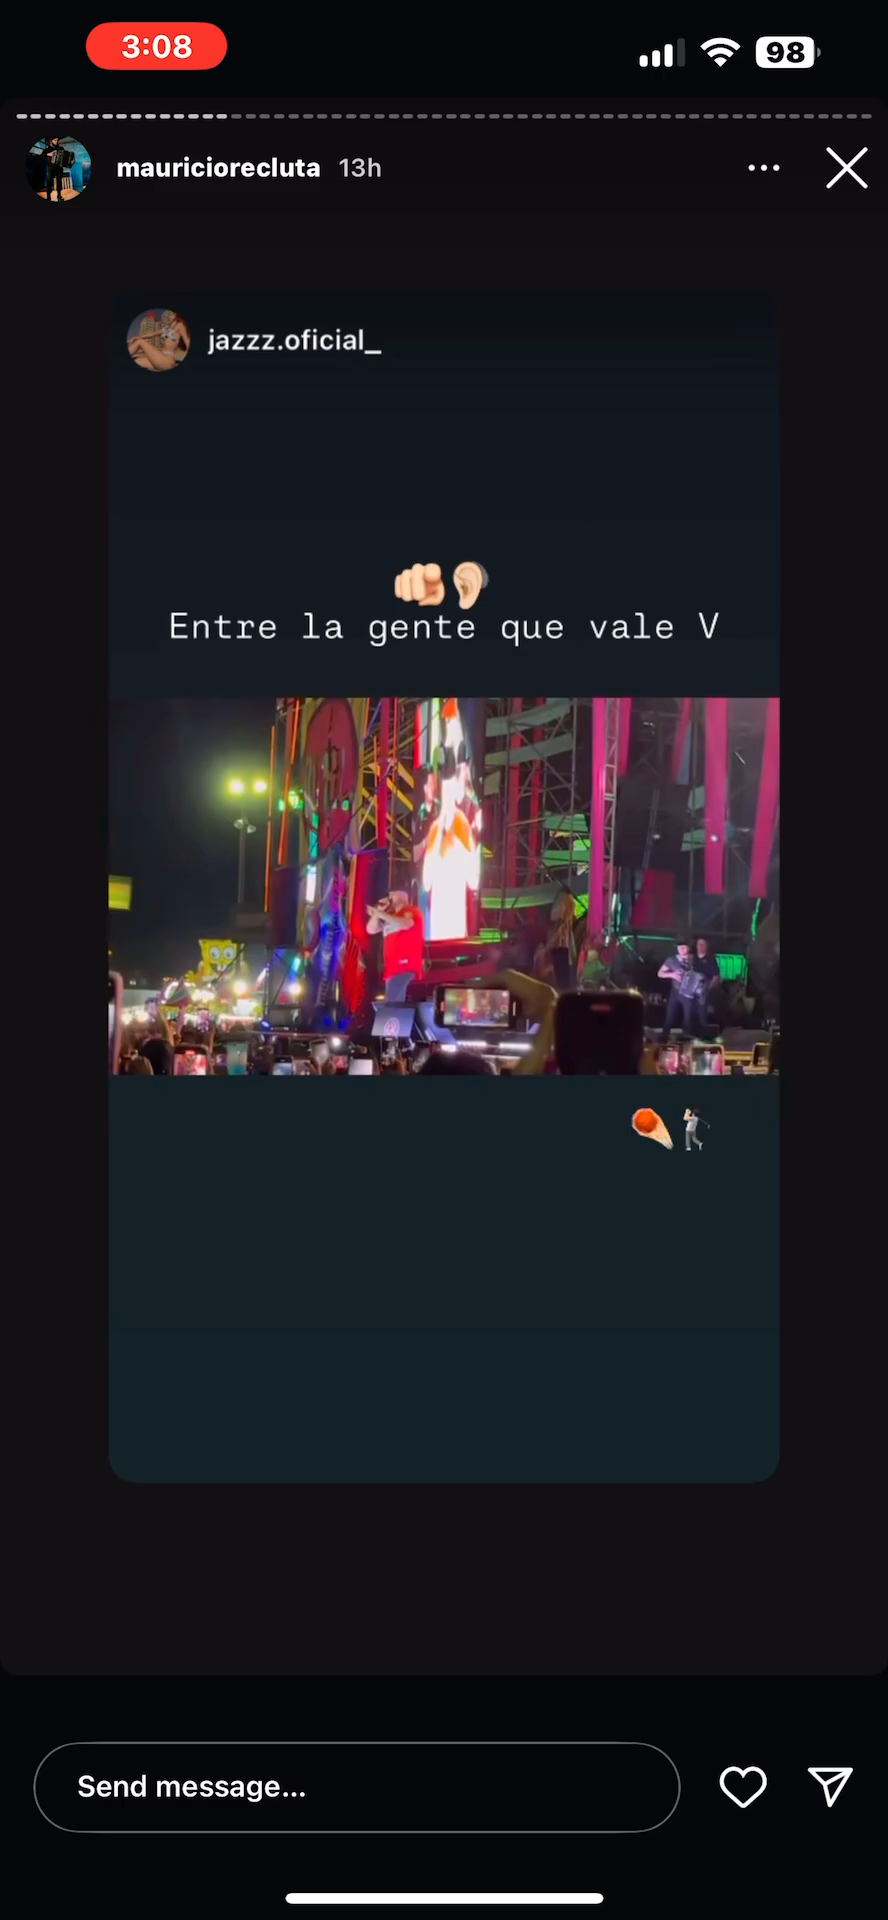 3:08
98
mauriciorecluta 13h
jazzz.oficial_
Entre la gente que vale V
Send message...